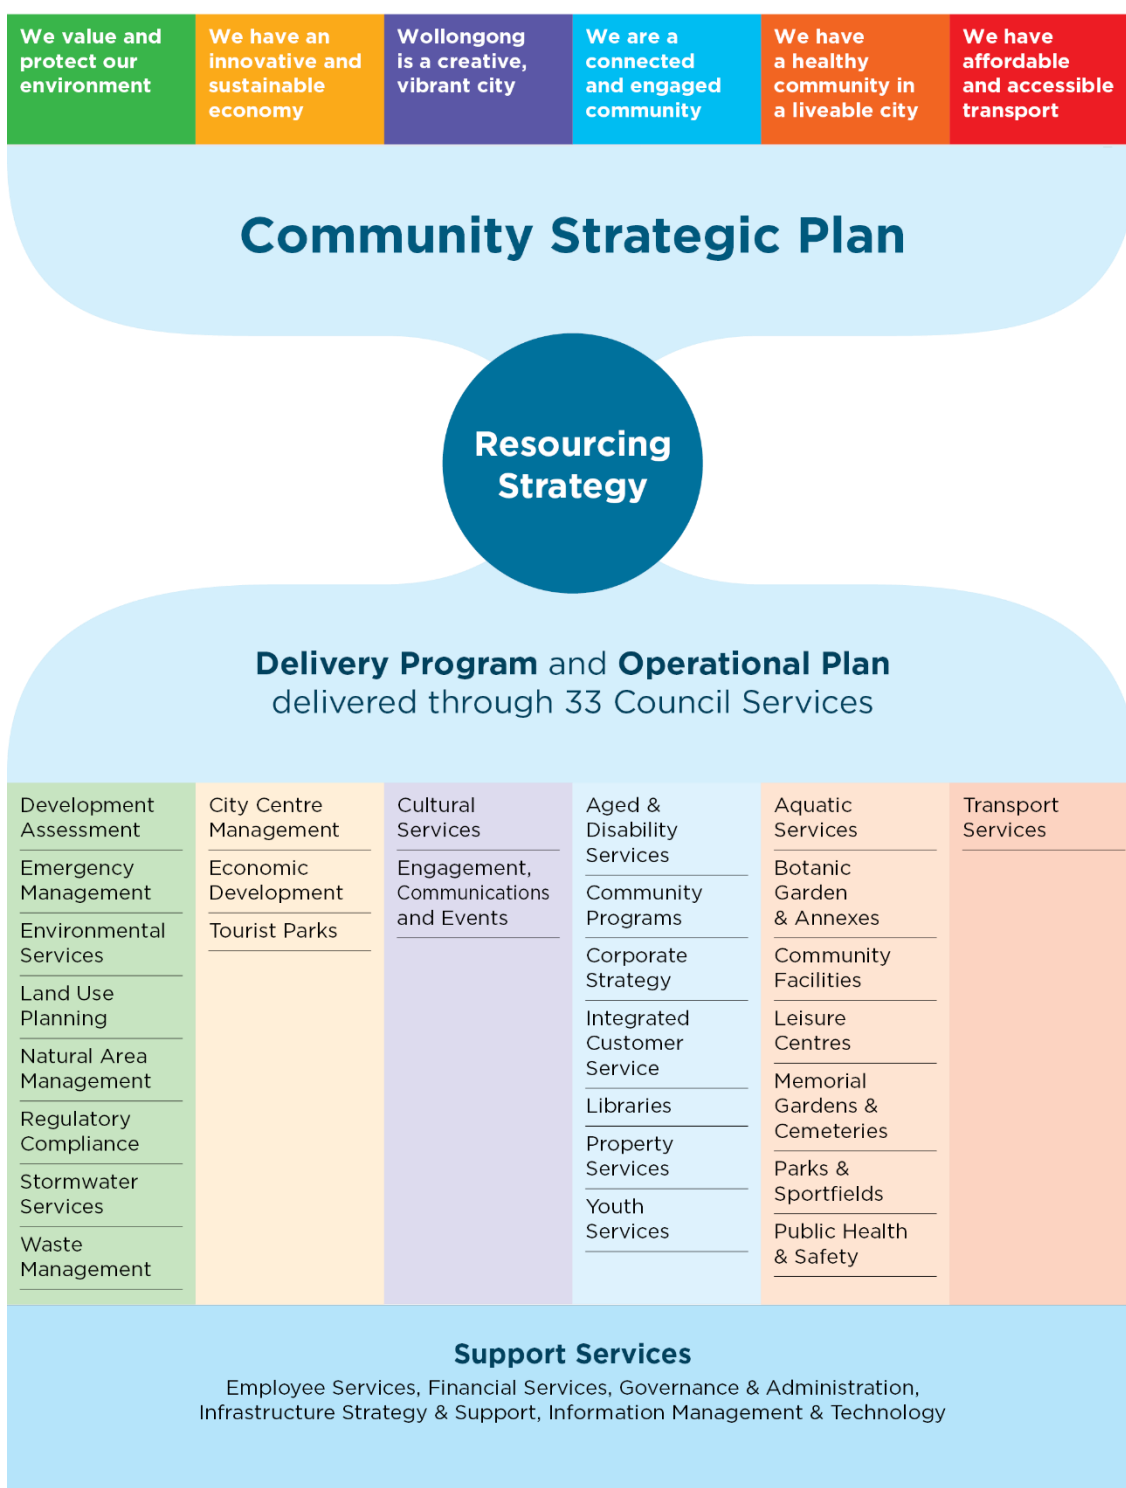 We value and
protect our
environment
We have an
innovative and
sustainable
economy
Wollongong
is a creative,
vibrant city
We are a
connected
and engaged
community
We have
a healthy
community in
a liveable city
We have
affordable
and accessible
transport
Community Strategic Plan
Resourcing
Strategy
Delivery Program and Operational Plan
delivered through 33 Council Services
Development
Assessment
Emergency
Management
Environmental
Services
Land Use
Planning
Natural Area
Management
Regulatory
Compliance
Stormwater
Services
Waste
Management
City Centre
Management
Economic
Development
Tourist Parks
Cultural
Services
Engagement,
Communications
and Events
Aged &
Disability
Services
Community
Programs
Corporate
Strategy
Integrated
Customer
Service
Libraries
Property
Services
Youth
Services
Aquatic
Services
Botanic
Garden
& Annexes
Community
Facilities
Leisure
Centres
Memorial
Gardens &
Cemeteries
Parks &
Sportfields
Public Health
& Safety
Transport
Services
Support Services
Employee Services, Financial Services, Governance & Administration,
Infrastructure Strategy & Support, Information Management & Technology